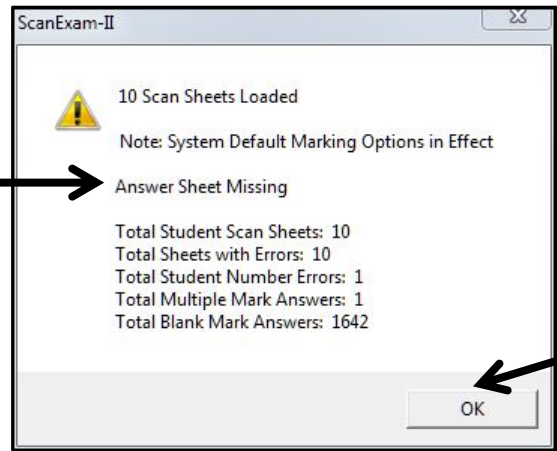 ScanExam-II
10 Scan Sheets Loaded
Note: System Default Marking Options in Effect
Answer Sheet Missing
Total Student Scan Sheets: 10
Total Sheets with Errors: 10
Total Student Number Errors: 1
Total Multiple Mark Answers: 1
Total Blank Mark Answers: 1642
OK